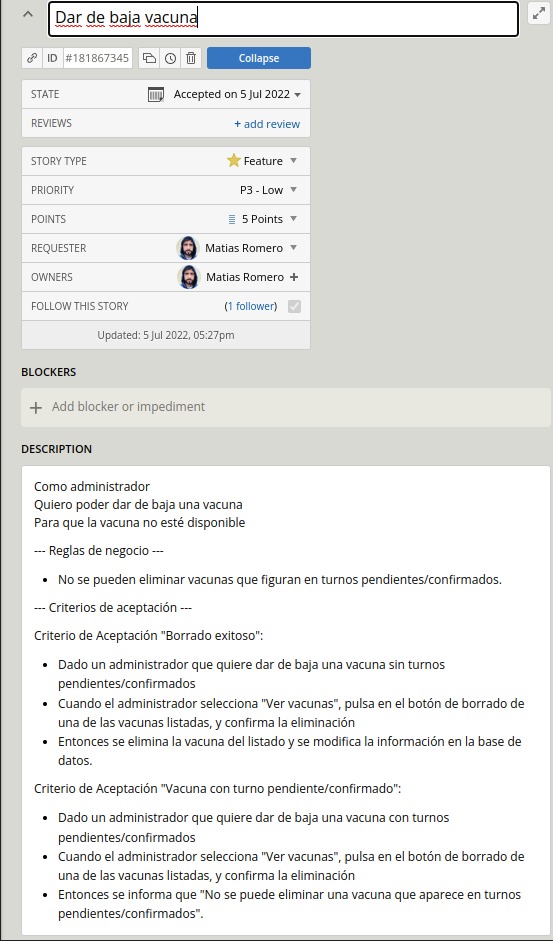 Dar de baja vacuna
ID #181867345 Collapse
STATE Accepted on 5 Jul 2022
REVIEWS + add review
STORY TYPE Feature
PRIORITY P3 - Low
POINTS 5 Points
REQUESTER Matias Romero
OWNERS Matias Romero +
FOLLOW THIS STORY (1 follower)
Updated: 5 Jul 2022, 05:27pm
BLOCKERS
+ Add blocker or impediment
DESCRIPTION
Como administrador
Quiero poder dar de baja una vacuna
Para que la vacuna no esté disponible
--- Reglas de negocio ---
• No se pueden eliminar vacunas que figuran en turnos pendientes/confirmados.
--- Criterios de aceptación ---
Criterio de Aceptación "Borrado exitoso":
• Dado un administrador que quiere dar de baja una vacuna sin turnos
pendientes/confirmados
• Cuando el administrador selecciona "Ver vacunas", pulsa en el botón de borrado de
una de las vacunas listadas, y confirma la eliminación
• Entonces se elimina la vacuna del listado y se modifica la información en la base de
datos.
Criterio de Aceptación "Vacuna con turno pendiente/confirmado":
• Dado un administrador que quiere dar de baja una vacuna con turnos
pendientes/confirmados
• Cuando el administrador selecciona "Ver vacunas", pulsa en el botón de borrado de
una de las vacunas listadas, y confirma la eliminación
• Entonces se informa que "No se puede eliminar una vacuna que aparece en turnos
pendientes/confirmados".